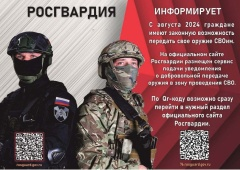 РОСГВАРДИЯ
ИНФОРМИРУЕТ
С августа 2024 граждане
имеют законную возможность
передать свое оружие СВОим.
На официальном сайте
Росгвардии размещен сервис
подачи уведомления
о добровольной передаче
оружия в зону проведения СВО.
По Qr-коду возможно сразу
перейти в нужный раздел
официального сайта
Росгвардии.